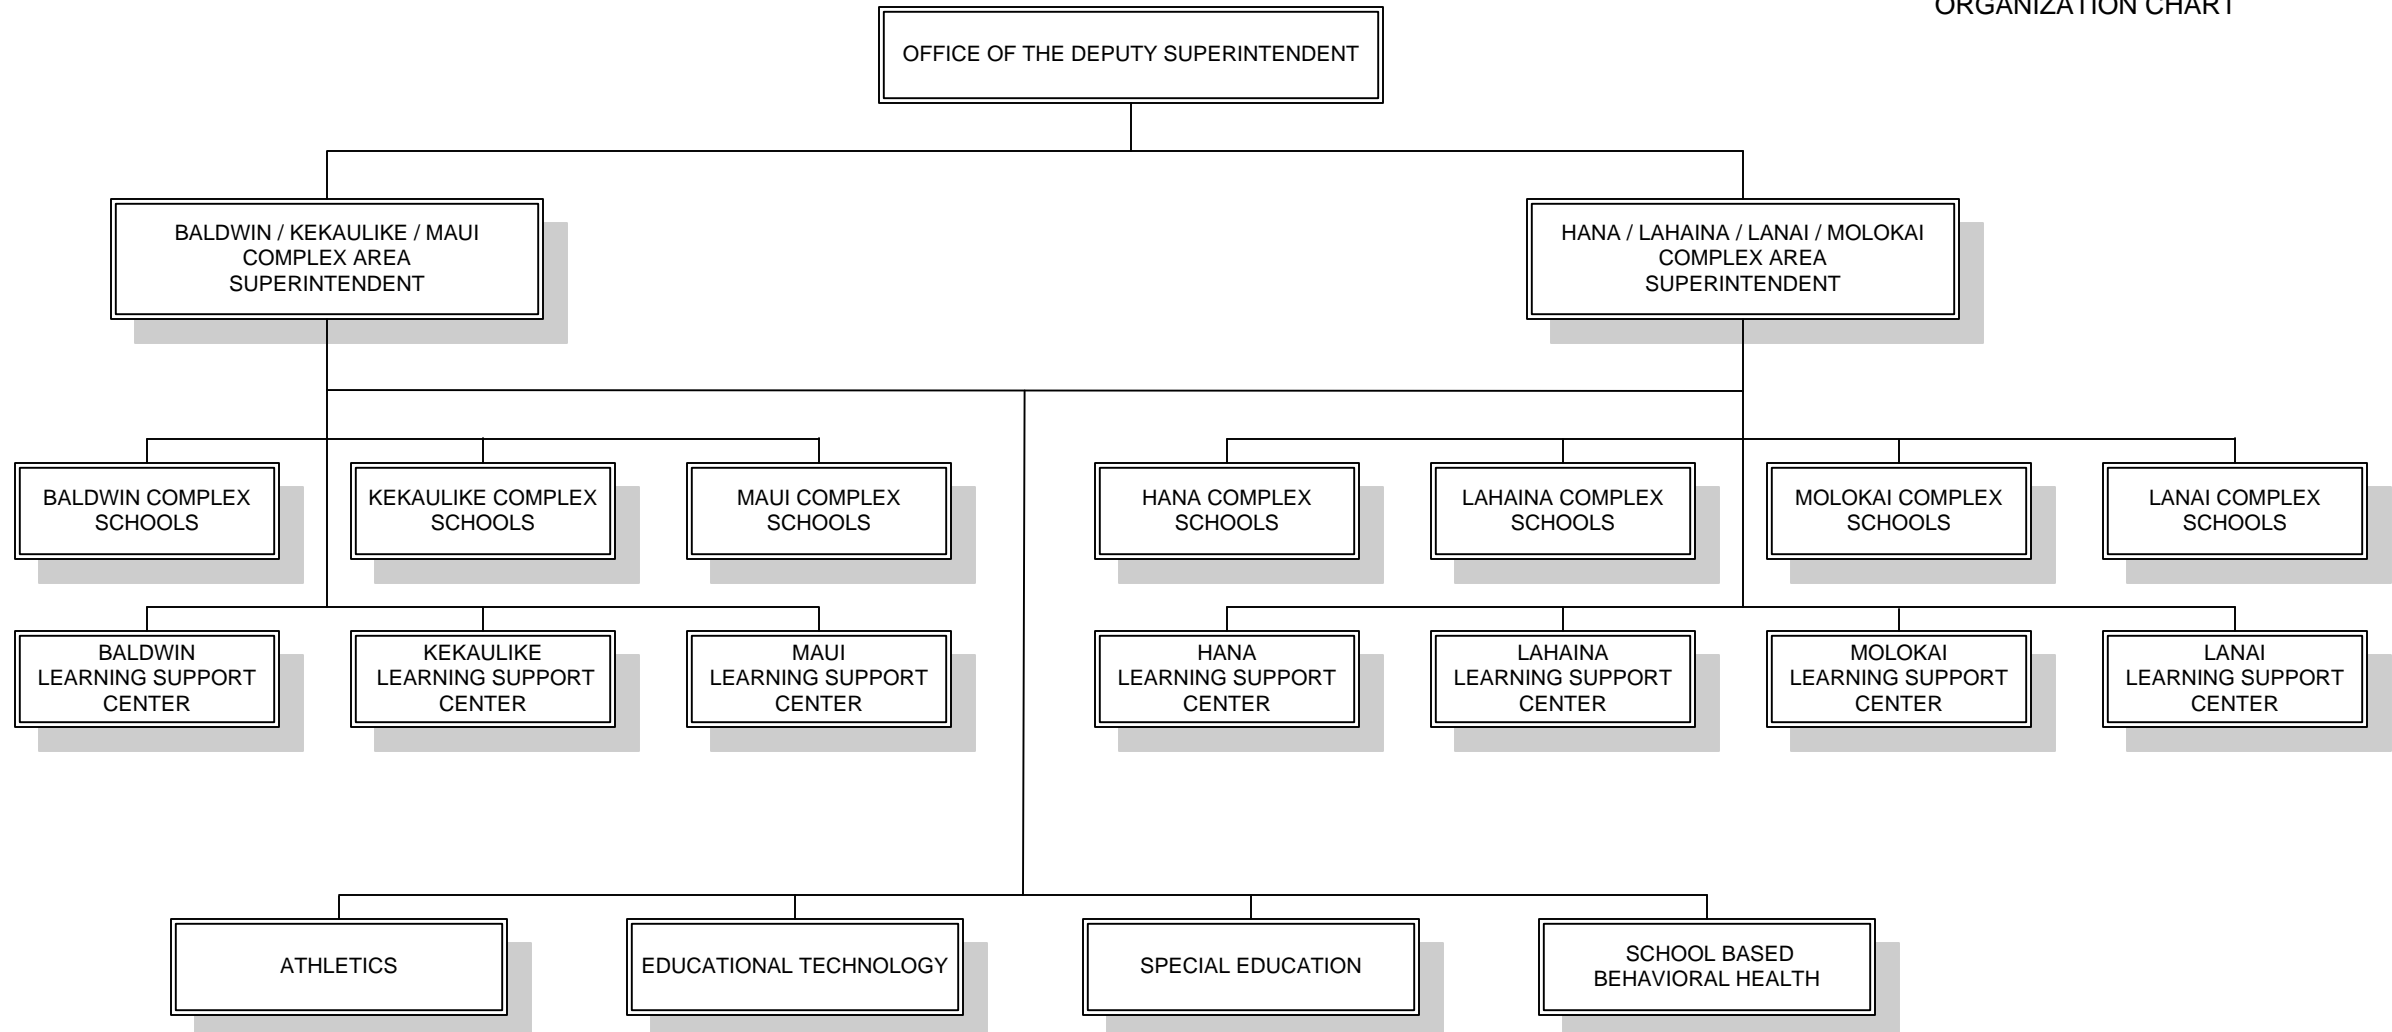 ORGANIZATION CHART
OFFICE OF THE DEPUTY SUPERINTENDENT
BALDWIN / KEKAULIKE / MAUI
COMPLEX AREA
SUPERINTENDENT
HANA / LAHAINA / LANAI / MOLOKAI
COMPLEX AREA
SUPERINTENDENT
BALDWIN COMPLEX
SCHOOLS
KEKAULIKE COMPLEX
SCHOOLS
MAUI COMPLEX
SCHOOLS
HANA COMPLEX
SCHOOLS
LAHAINA COMPLEX
SCHOOLS
MOLOKAI COMPLEX
SCHOOLS
LANAI COMPLEX
SCHOOLS
BALDWIN
LEARNING SUPPORT
CENTER
KEKAULIKE
LEARNING SUPPORT
CENTER
MAUI
LEARNING SUPPORT
CENTER
HANA
LEARNING SUPPORT
CENTER
LAHAINA
LEARNING SUPPORT
CENTER
MOLOKAI
LEARNING SUPPORT
CENTER
LANAI
LEARNING SUPPORT
CENTER
ATHLETICS
EDUCATIONAL TECHNOLOGY
SPECIAL EDUCATION
SCHOOL BASED
BEHAVIORAL HEALTH